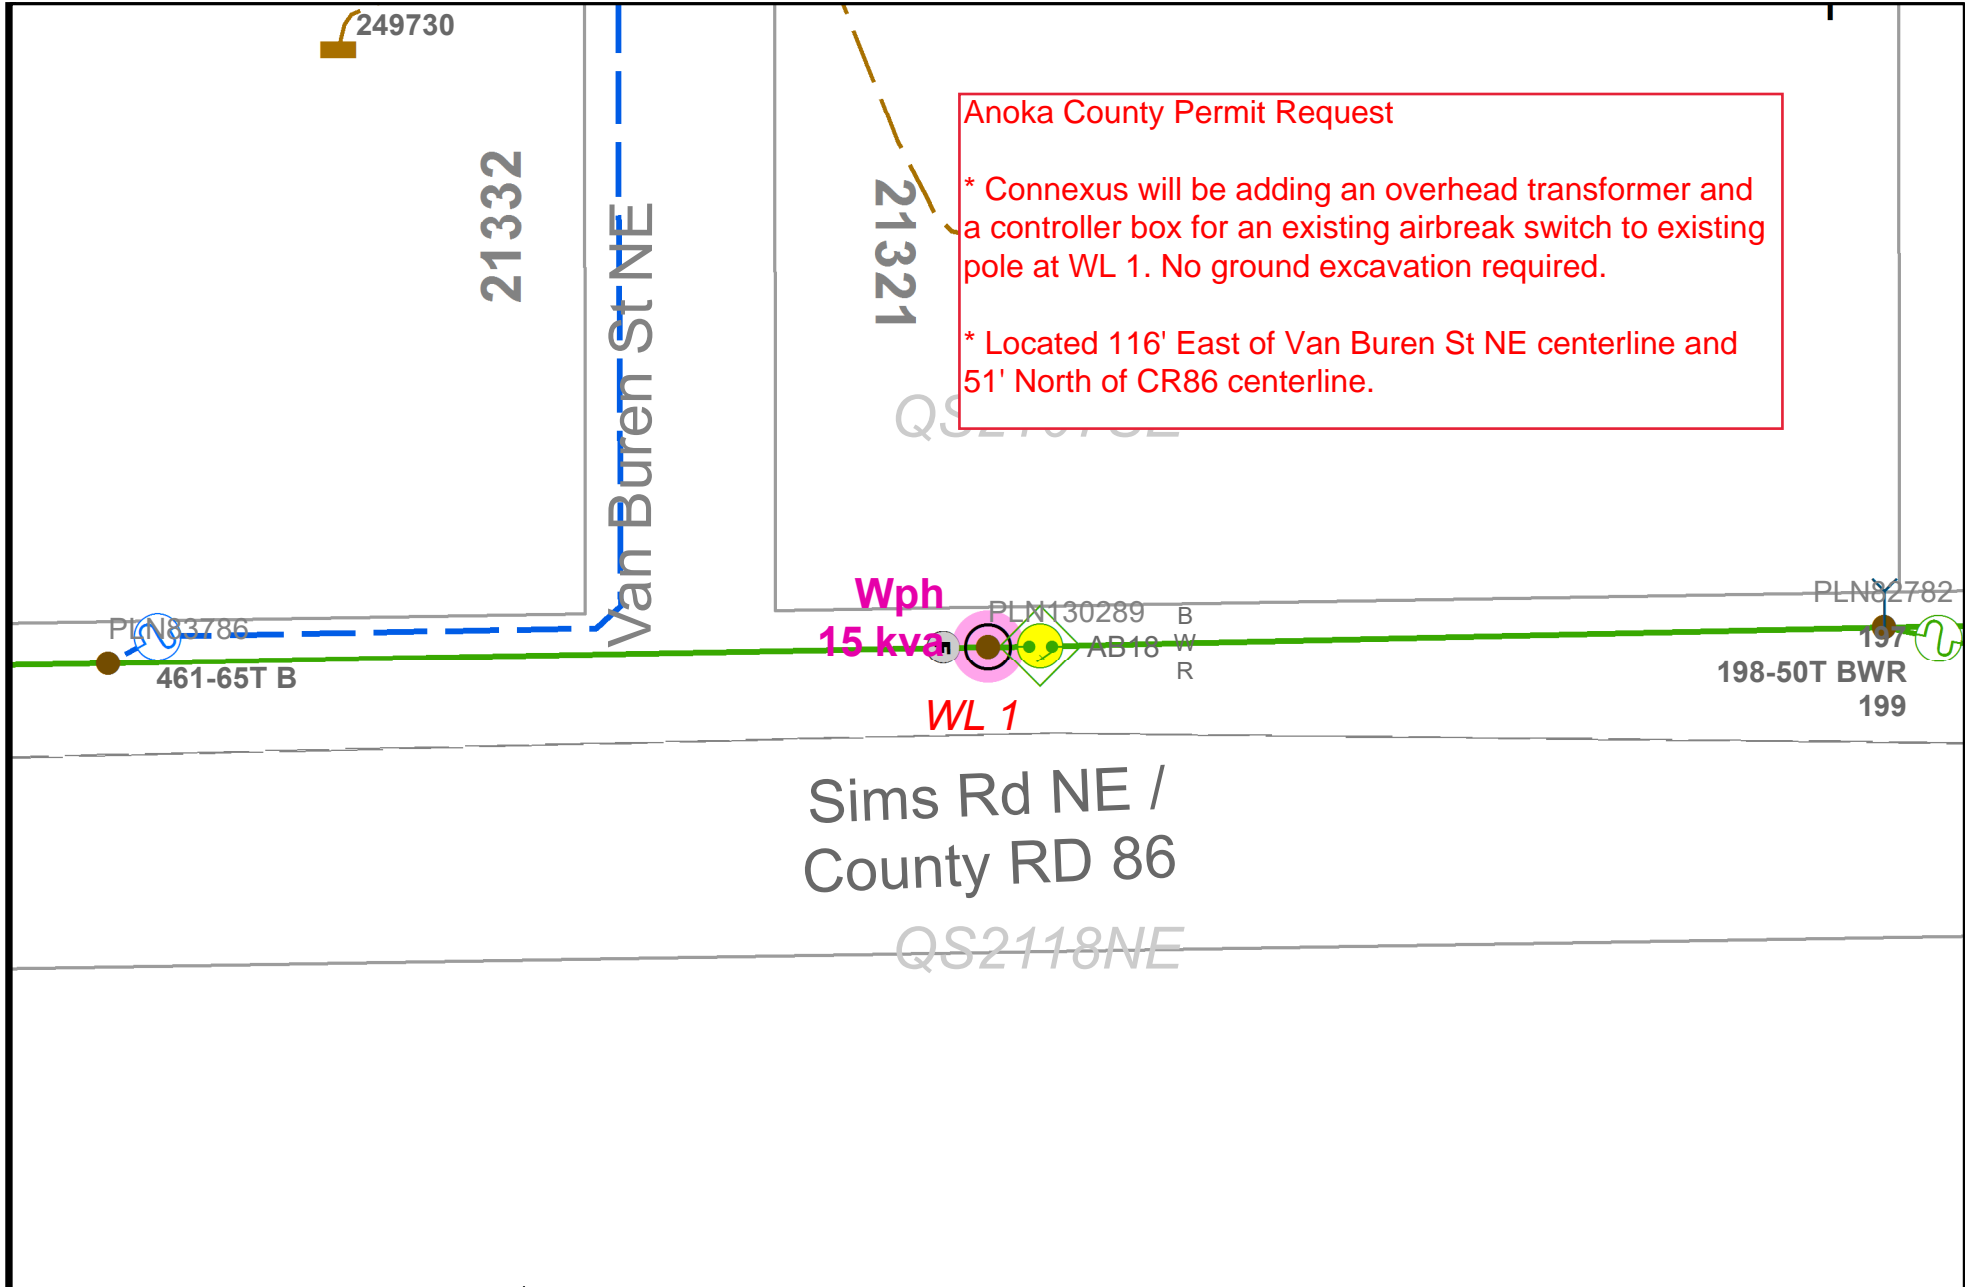 249730
Anoka County Permit Request
* Connexus will be adding an overhead transformer and
a controller box for an existing airbreak switch to existing
pole at WL 1. No ground excavation required.
* Located 116' East of Van Buren St NE centerline and
51' North of CR86 centerline.
21332
Van Buren St NE
21321
Wph
15 kva
PLN83786
461-65T B
PLN130289
AB18
B
W
R
WL 1
PLN82782
197
198-50T BWR
199
Sims Rd NE /
County RD 86
QS2118NE